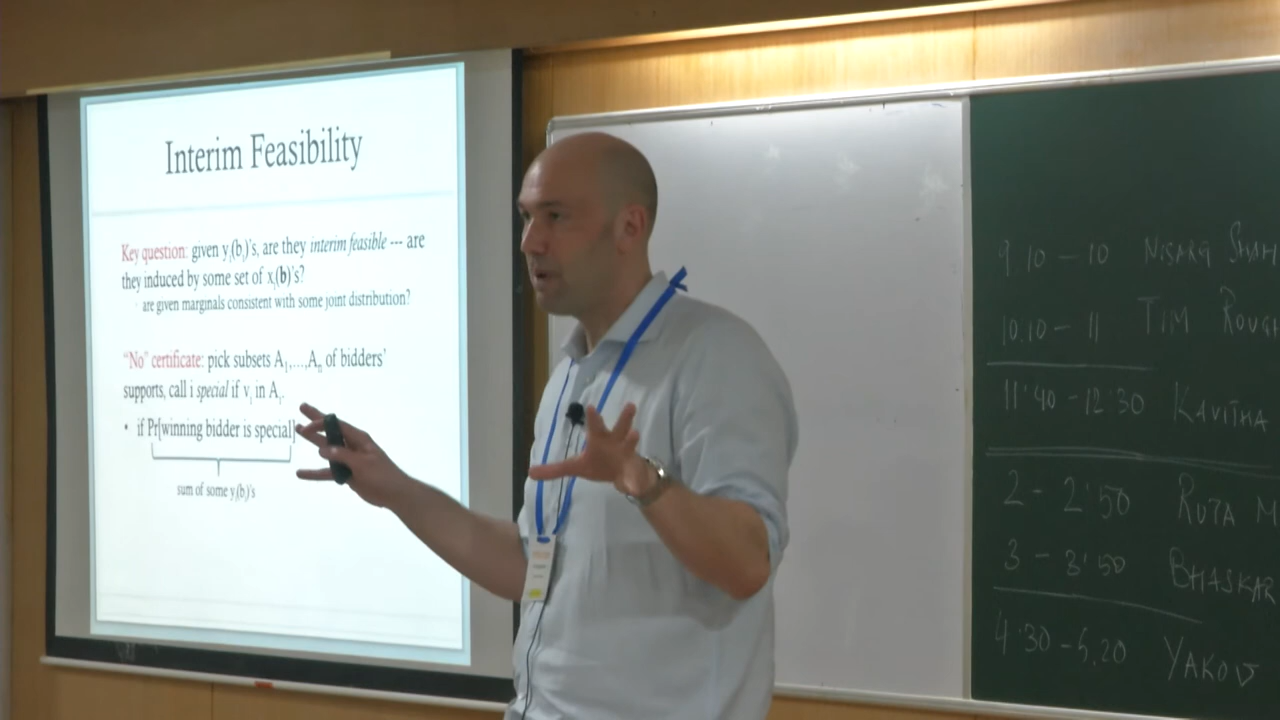 Interim Feasibility
Key question: given yᵢ(bᵢ)'s, are they interim feasible --- are
they induced by some set of xᵢ(b)'s?
are given marginals consistent with some joint distribution?
"No" certificate: pick subsets A₁,...,Aₙ of bidders'
supports, call i special if vᵢ in Aᵢ.
• if Pr[winning bidder is special]
sum of some yᵢ(bᵢ)'s
9.10 – 10 NISARG SHAH
10.10 – 11 TIM ROUG
11'40 – 12'30 KAVITHA
2 – 2'50 RUTA M
3 – 3'50 BHASKAR
4.30 – 5.20 YAKOV